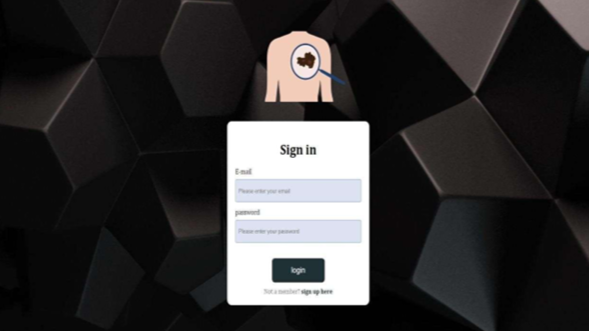 Sign in
E-mail
Please enter your email
password
Please enter your password
login
Not a member? sign up here